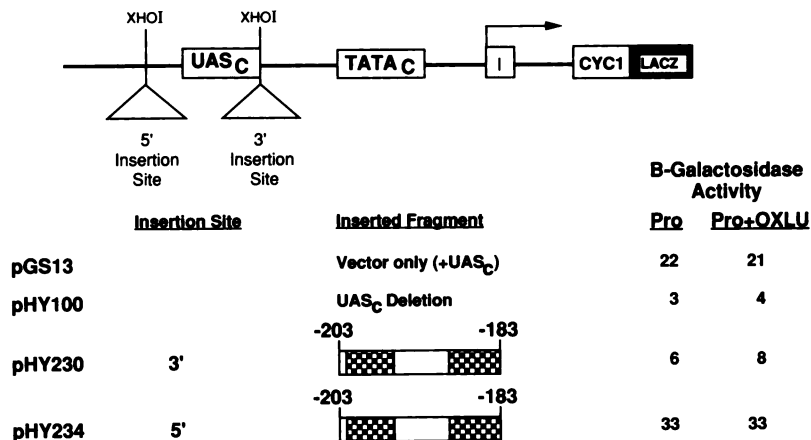 XHOI XHOI
UASC TATAC I CYC1 LACZ
5' 3'
Insertion Insertion
Site Site
B-Galactosidase
Activity
Insertion Site Inserted Fragment Pro Pro+OXLU
pGS13 Vector only (+UASC) 22 21
pHY100 UASC Deletion 3 4
-203 -183
pHY230 3' 6 8
-203 -183
pHY234 5' 33 33